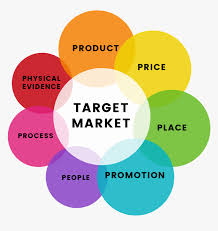 PRODUCT
PRICE
PHYSICAL
EVIDENCE
TARGET
MARKET
PLACE
PROCESS
PEOPLE
PROMOTION